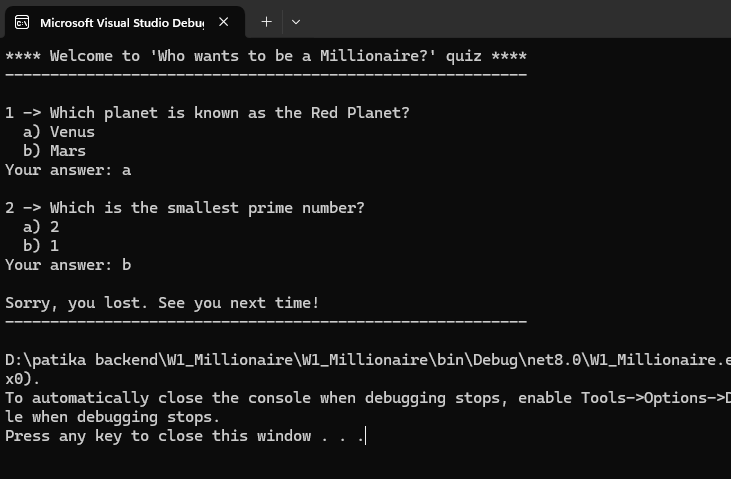 Microsoft Visual Studio Debu
**** Welcome to 'Who wants to be a Millionaire?' quiz ****
----------------------------------------------------------
1 -> Which planet is known as the Red Planet?
a) Venus
b) Mars
Your answer: a
2 -> Which is the smallest prime number?
a) 2
b) 1
Your answer: b
Sorry, you lost. See you next time!
----------------------------------------------------------
D:\patika backend\W1_Millionaire\W1_Millionaire\bin\Debug\net8.0\W1_Millionaire.e
x0).
To automatically close the console when debugging stops, enable Tools->Options->D
le when debugging stops.
Press any key to close this window . . .